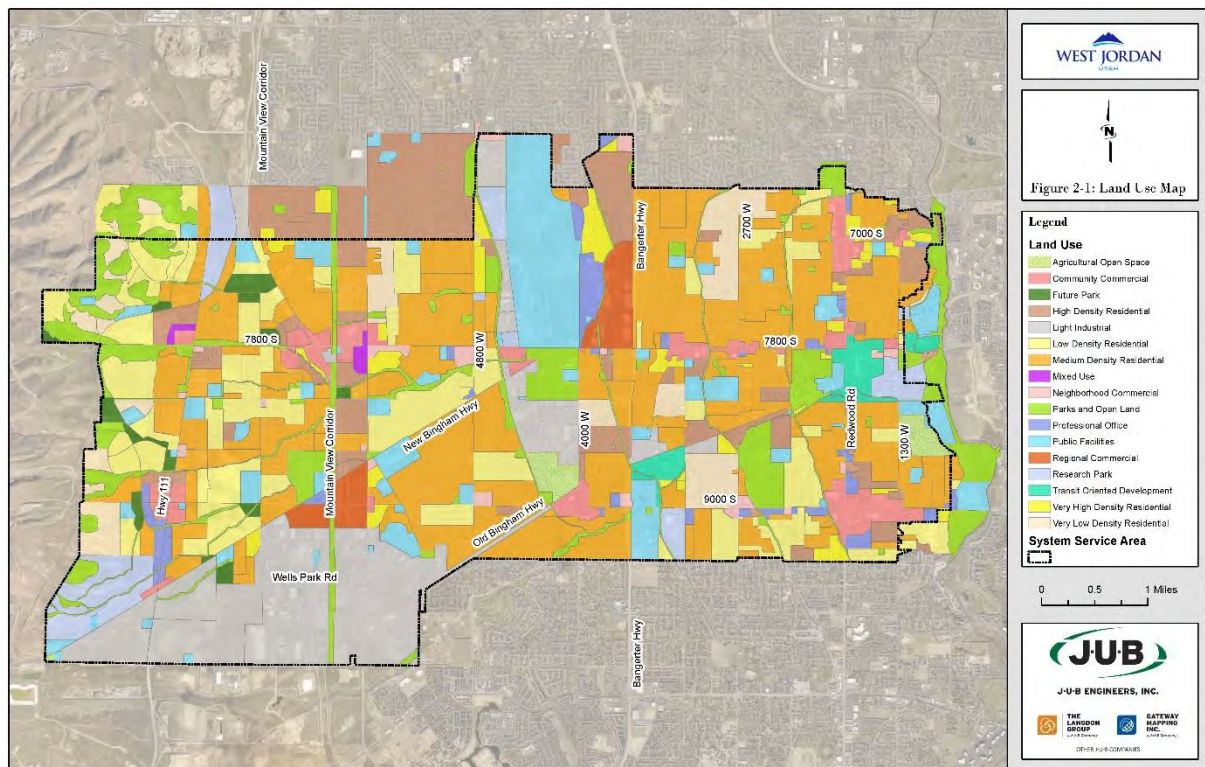 Mountain View Corridor
Bangerter Hwy
2700 W
7000 S
7800 S
4800 W
7800 S
New Bingham Hwy
4000 W
Redwood Rd
1300 W
Mountain View Corridor
Hwy 111
9000 S
Old Bingham Hwy
Wells Park Rd
Bangerter Hwy
WEST JORDAN
UTAH
N
Figure 2-1: Land Use Map
Legend
Land Use
Agricultural Open Space
Community Commercial
Future Park
High Density Residential
Light Industrial
Low Density Residential
Medium Density Residential
Mixed Use
Neighborhood Commercial
Parks and Open Land
Professional Office
Public Facilities
Regional Commercial
Research Park
Transit Oriented Development
Very High Density Residential
Very Low Density Residential
System Service Area
0 0.5 1 Miles
J·U·B
J·U·B ENGINEERS, INC.
THE
LANGDON
GROUP
GATEWAY
MAPPING
INC.
OTHER J·U·B COMPANIES